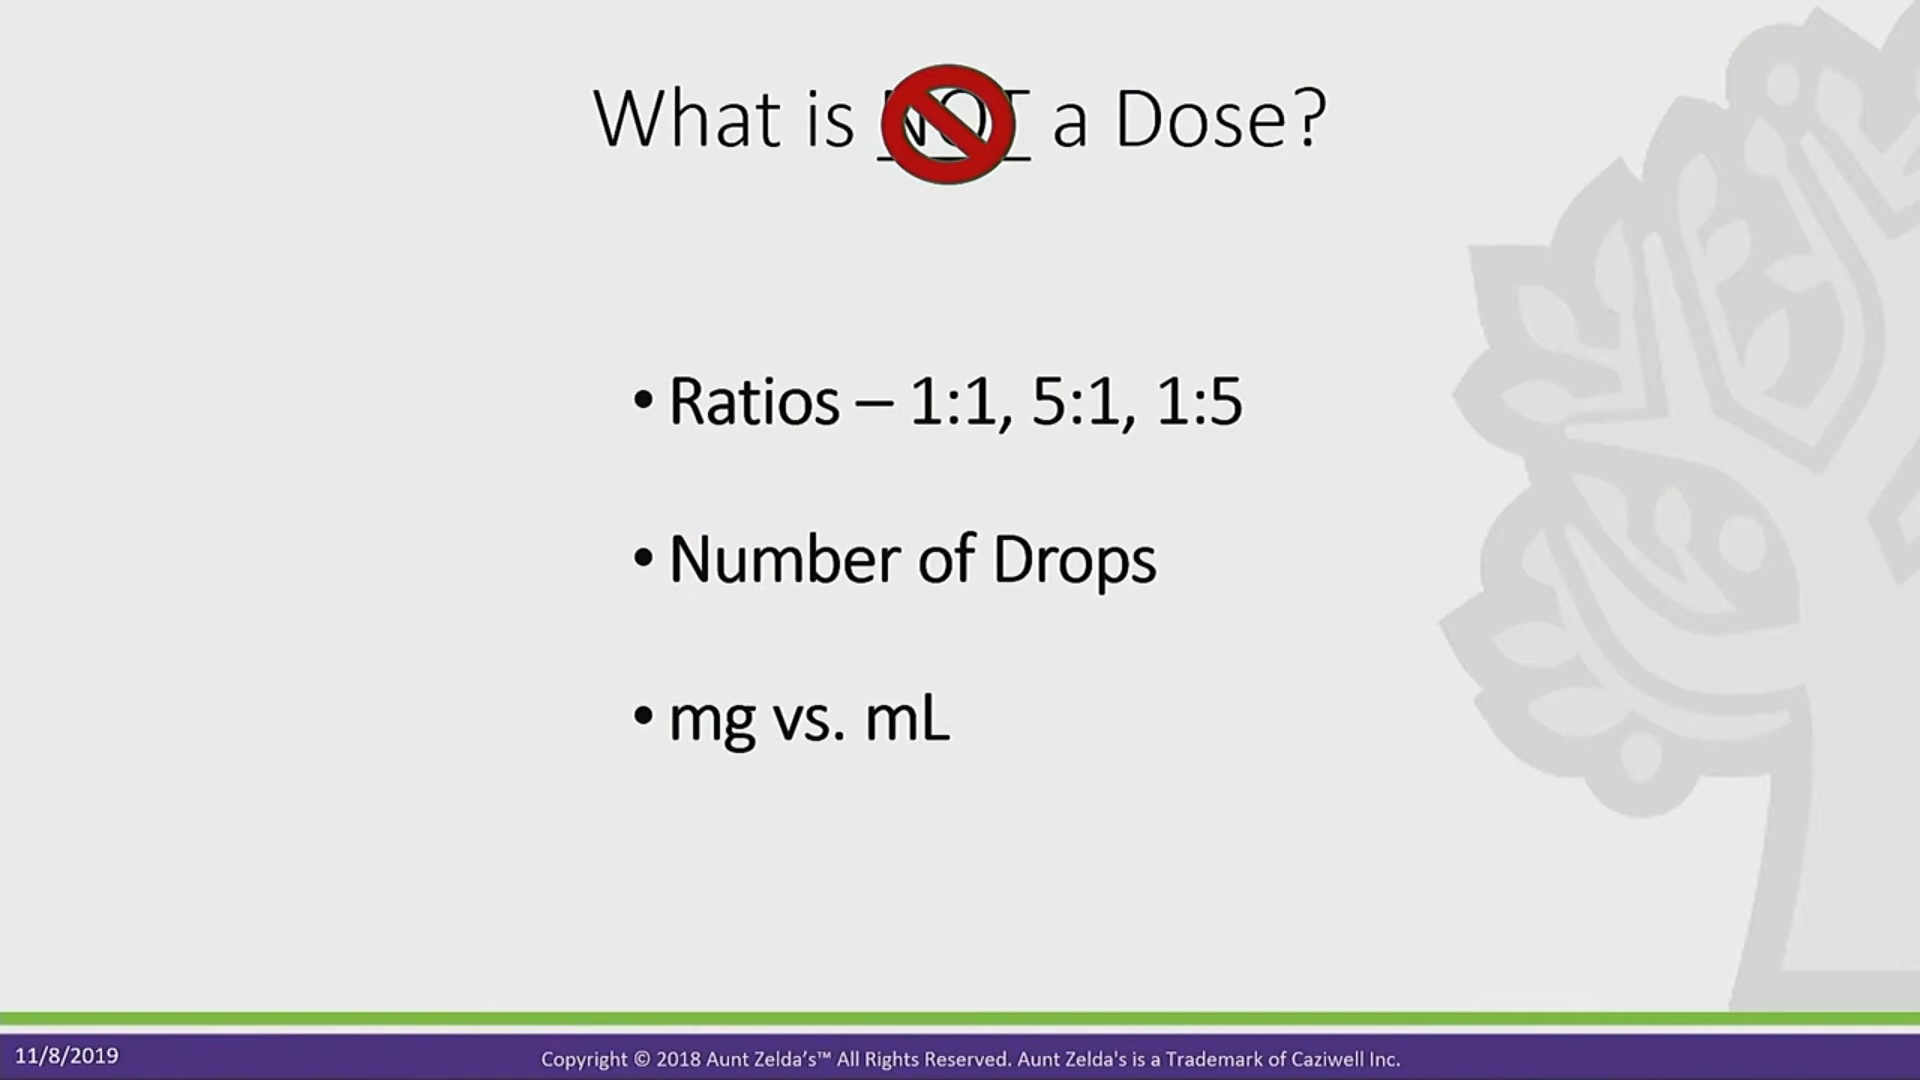 What is NOT a Dose?
• Ratios – 1:1, 5:1, 1:5
• Number of Drops
• mg vs. mL
11/8/2019
Copyright © 2018 Aunt Zelda’s™ All Rights Reserved. Aunt Zelda's is a Trademark of Caziwell Inc.